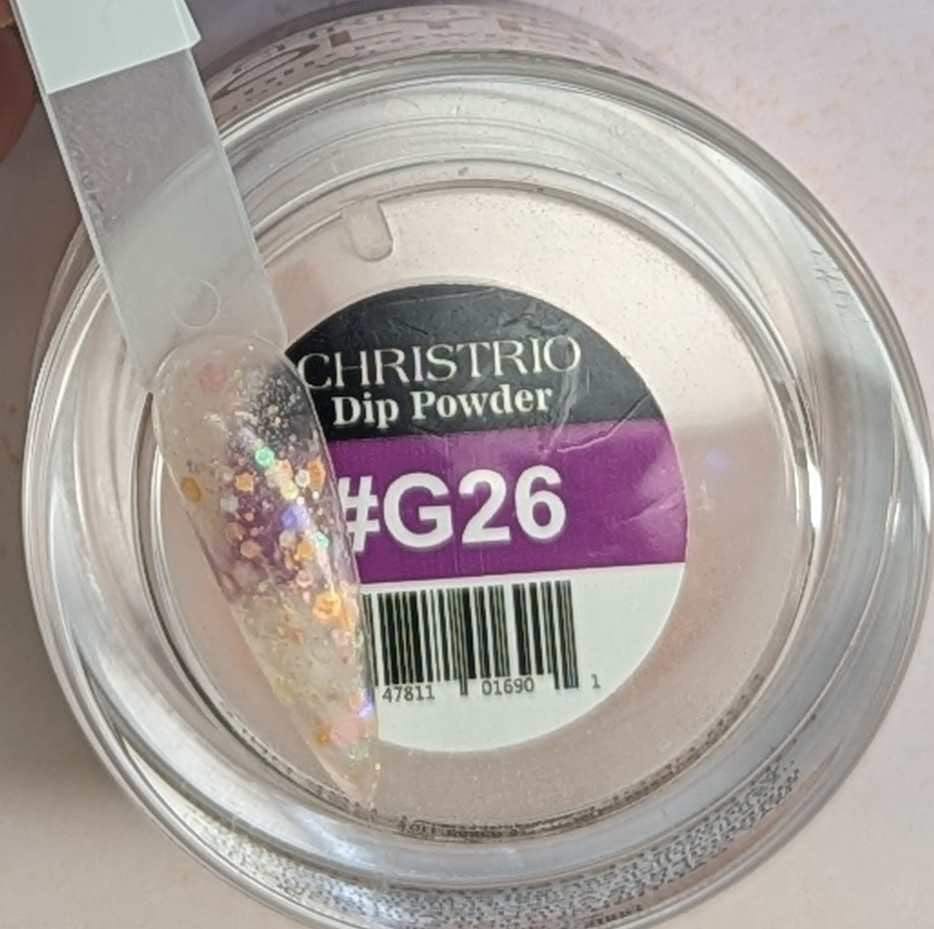 CHRISTRIO
Dip Powder
#G26
47811 01690 1